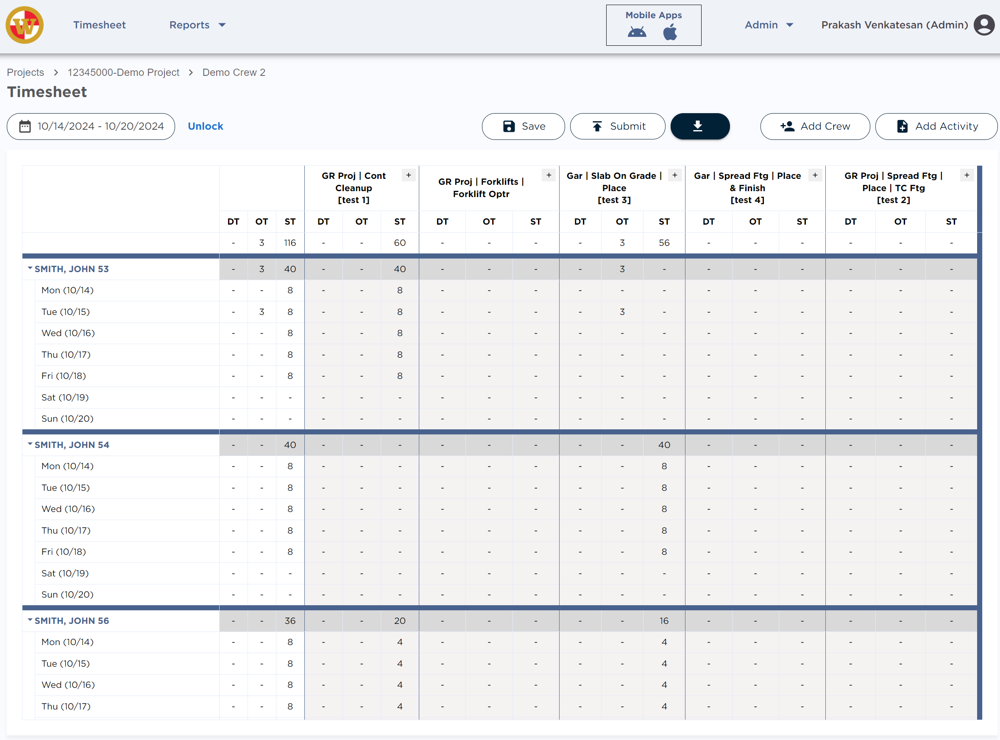 W
Timesheet
Reports
Mobile Apps
Admin
Prakash Venkatesan (Admin)
Projects > 12345000-Demo Project > Demo Crew 2
Timesheet
10/14/2024 - 10/20/2024
Unlock
Save
Submit
Add Crew
Add Activity
GR Proj | Cont
Cleanup
[test 1]
+
GR Proj | Forklifts |
Forklift Optr
+
Gar | Slab On Grade |
Place
[test 3]
+
Gar | Spread Ftg | Place
& Finish
[test 4]
+
GR Proj | Spread Ftg |
Place | TC Ftg
[test 2]
+
DT OT ST DT OT ST DT OT ST DT OT ST DT OT ST DT OT ST
- 3 116 - - 60 - - - - 3 56 - - - - - -
SMITH, JOHN 53 - 3 40 - - 40 - - - - 3 - - - - - - -
Mon (10/14) - - 8 - - 8 - - - - - - - - - - - -
Tue (10/15) - 3 8 - - 8 - - - - 3 - - - - - - -
Wed (10/16) - - 8 - - 8 - - - - - - - - - - - -
Thu (10/17) - - 8 - - 8 - - - - - - - - - - - -
Fri (10/18) - - 8 - - 8 - - - - - - - - - - - -
Sat (10/19) - - - - - - - - - - - - - - - - - -
Sun (10/20) - - - - - - - - - - - - - - - - - -
SMITH, JOHN 54 - - 40 - - - - - - - - 40 - - - - - -
Mon (10/14) - - 8 - - - - - - - - 8 - - - - - -
Tue (10/15) - - 8 - - - - - - - - 8 - - - - - -
Wed (10/16) - - 8 - - - - - - - - 8 - - - - - -
Thu (10/17) - - 8 - - - - - - - - 8 - - - - - -
Fri (10/18) - - 8 - - - - - - - - 8 - - - - - -
Sat (10/19) - - - - - - - - - - - - - - - - - -
Sun (10/20) - - - - - - - - - - - - - - - - - -
SMITH, JOHN 56 - - 36 - - 20 - - - - - 16 - - - - - -
Mon (10/14) - - 8 - - 4 - - - - - 4 - - - - - -
Tue (10/15) - - 8 - - 4 - - - - - 4 - - - - - -
Wed (10/16) - - 8 - - 4 - - - - - 4 - - - - - -
Thu (10/17) - - 8 - - 4 - - - - - 4 - - - - - -